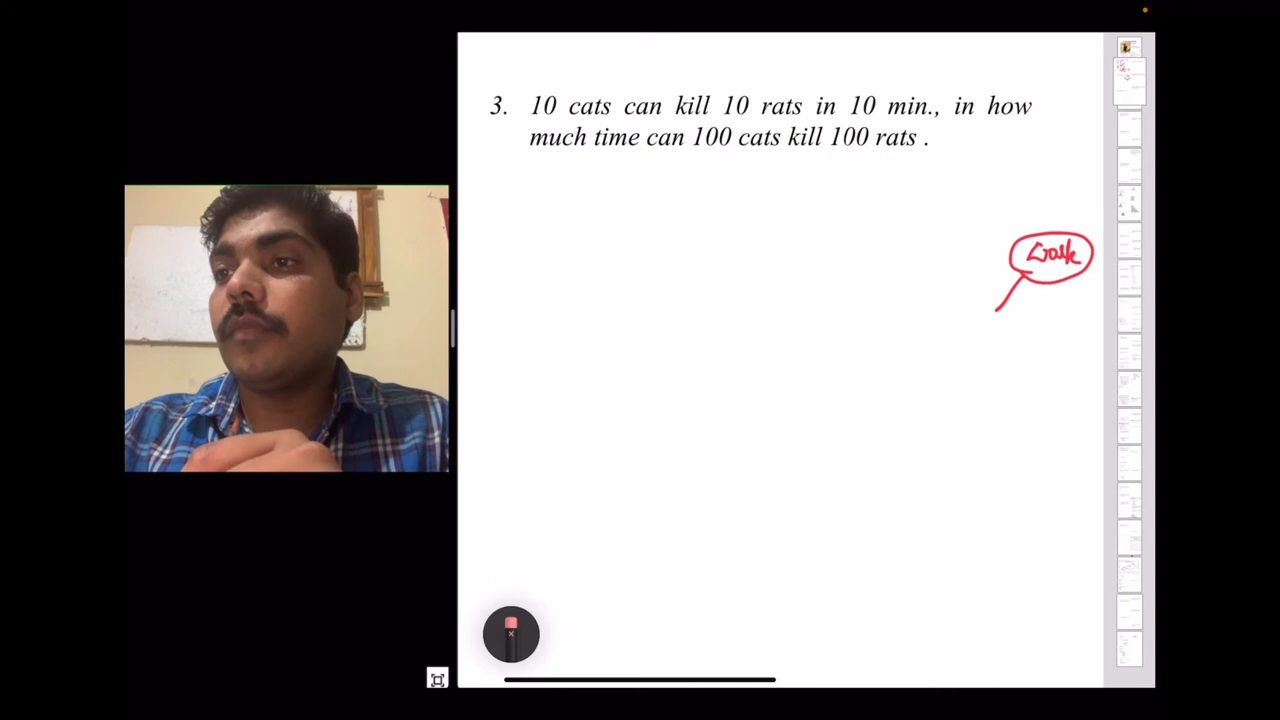 3. 10 cats can kill 10 rats in 10 min., in how
much time can 100 cats kill 100 rats .
Work